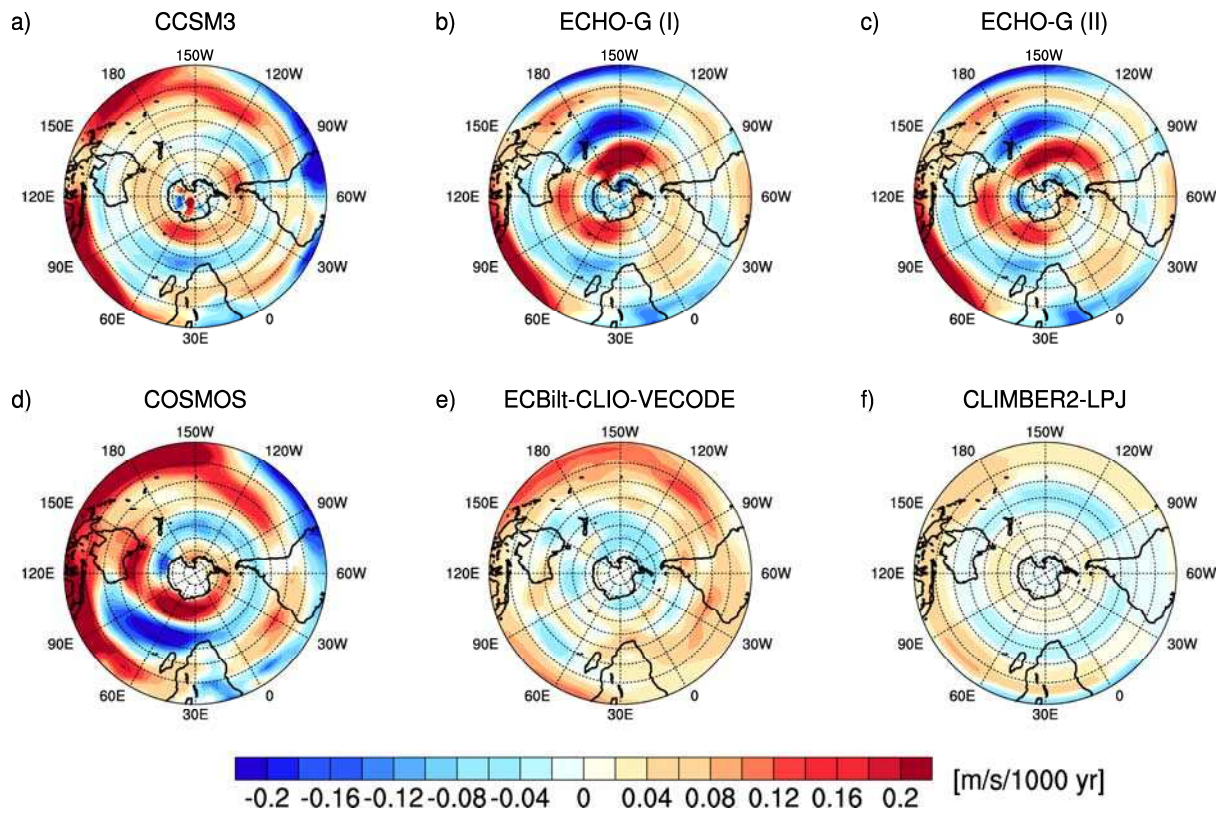 a) CCSM3
b) ECHO-G (I)
c) ECHO-G (II)
150W
180 120W
150E 90W
120E 60W
90E 30W
60E 0
30E
150W
180 120W
150E 90W
120E 60W
90E 30W
60E 0
30E
150W
180 120W
150E 90W
120E 60W
90E 30W
60E 0
30E
d) COSMOS
e) ECBilt-CLIO-VECODE
f) CLIMBER2-LPJ
150W
180 120W
150E 90W
120E 60W
90E 30W
60E 0
30E
150W
180 120W
150E 90W
120E 60W
90E 30W
60E 0
30E
150W
180 120W
150E 90W
120E 60W
90E 30W
60E 0
30E
-0.2 -0.16 -0.12 -0.08 -0.04 0 0.04 0.08 0.12 0.16 0.2 [m/s/1000 yr]